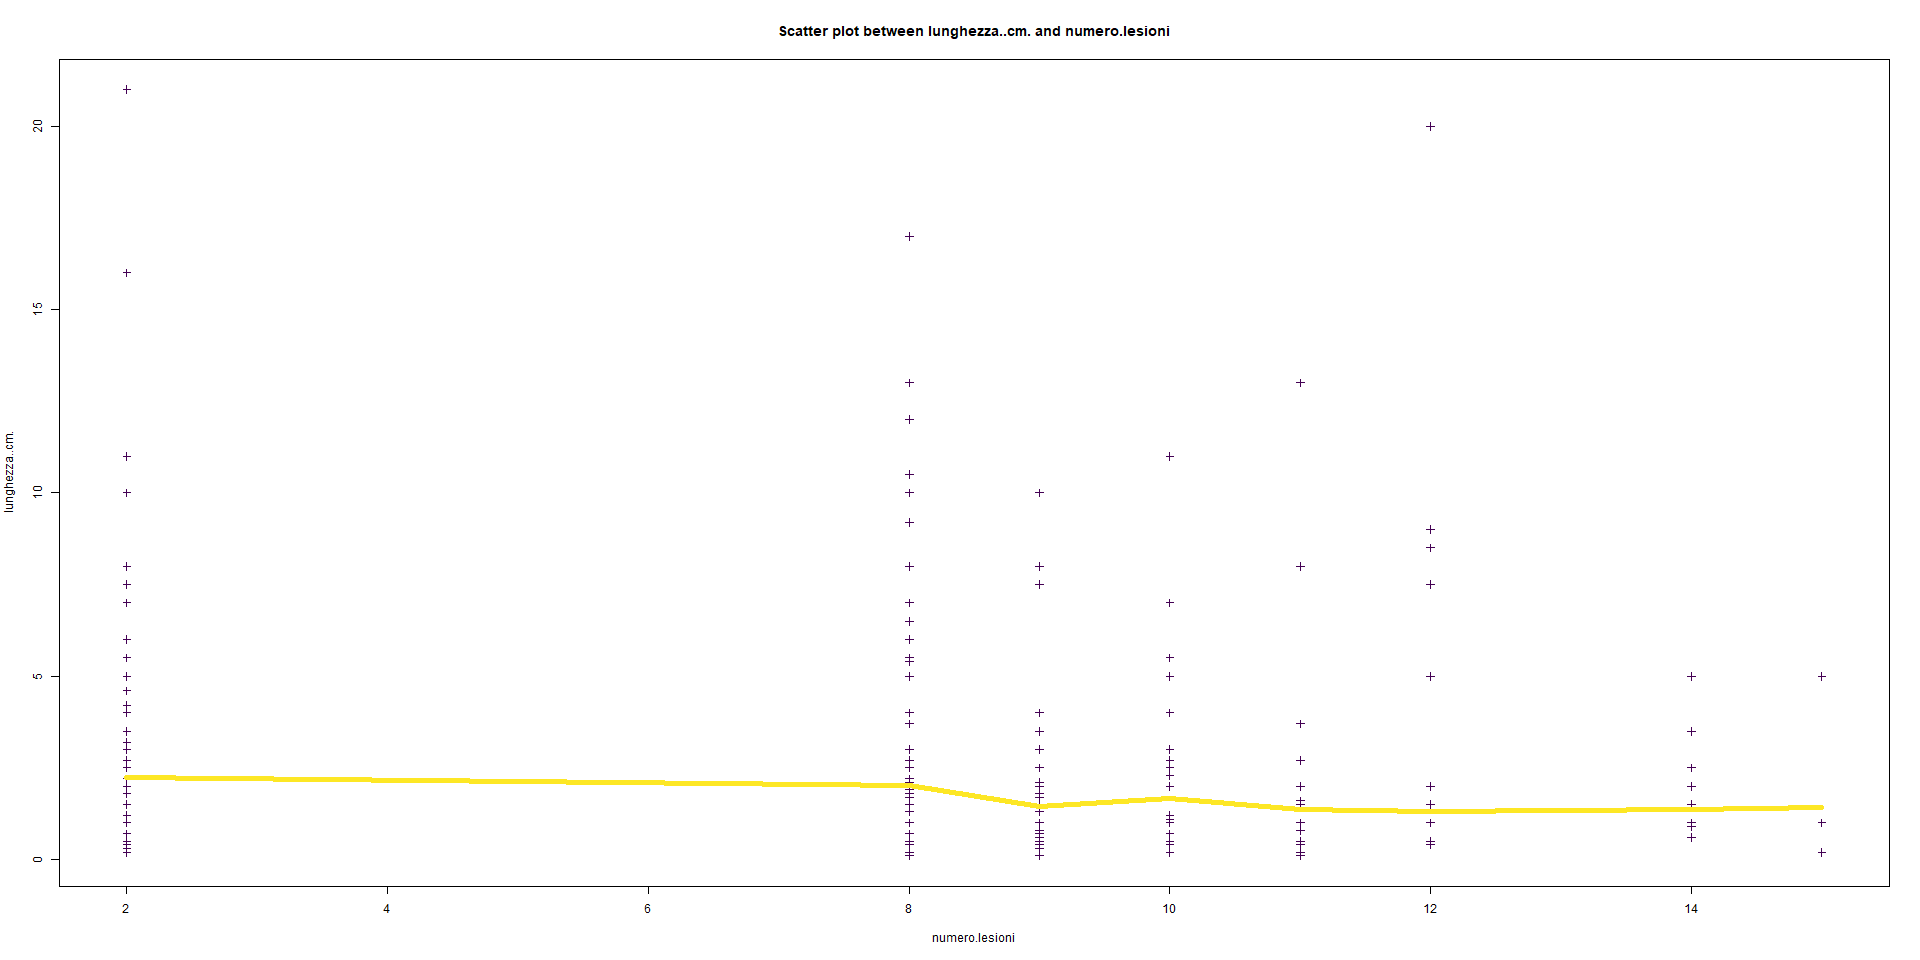 Scatter plot between lunghezza..cm. and numero.lesioni
20
15
10
5
0
lunghezza..cm.
2 4 6 8 10 12 14
numero.lesioni